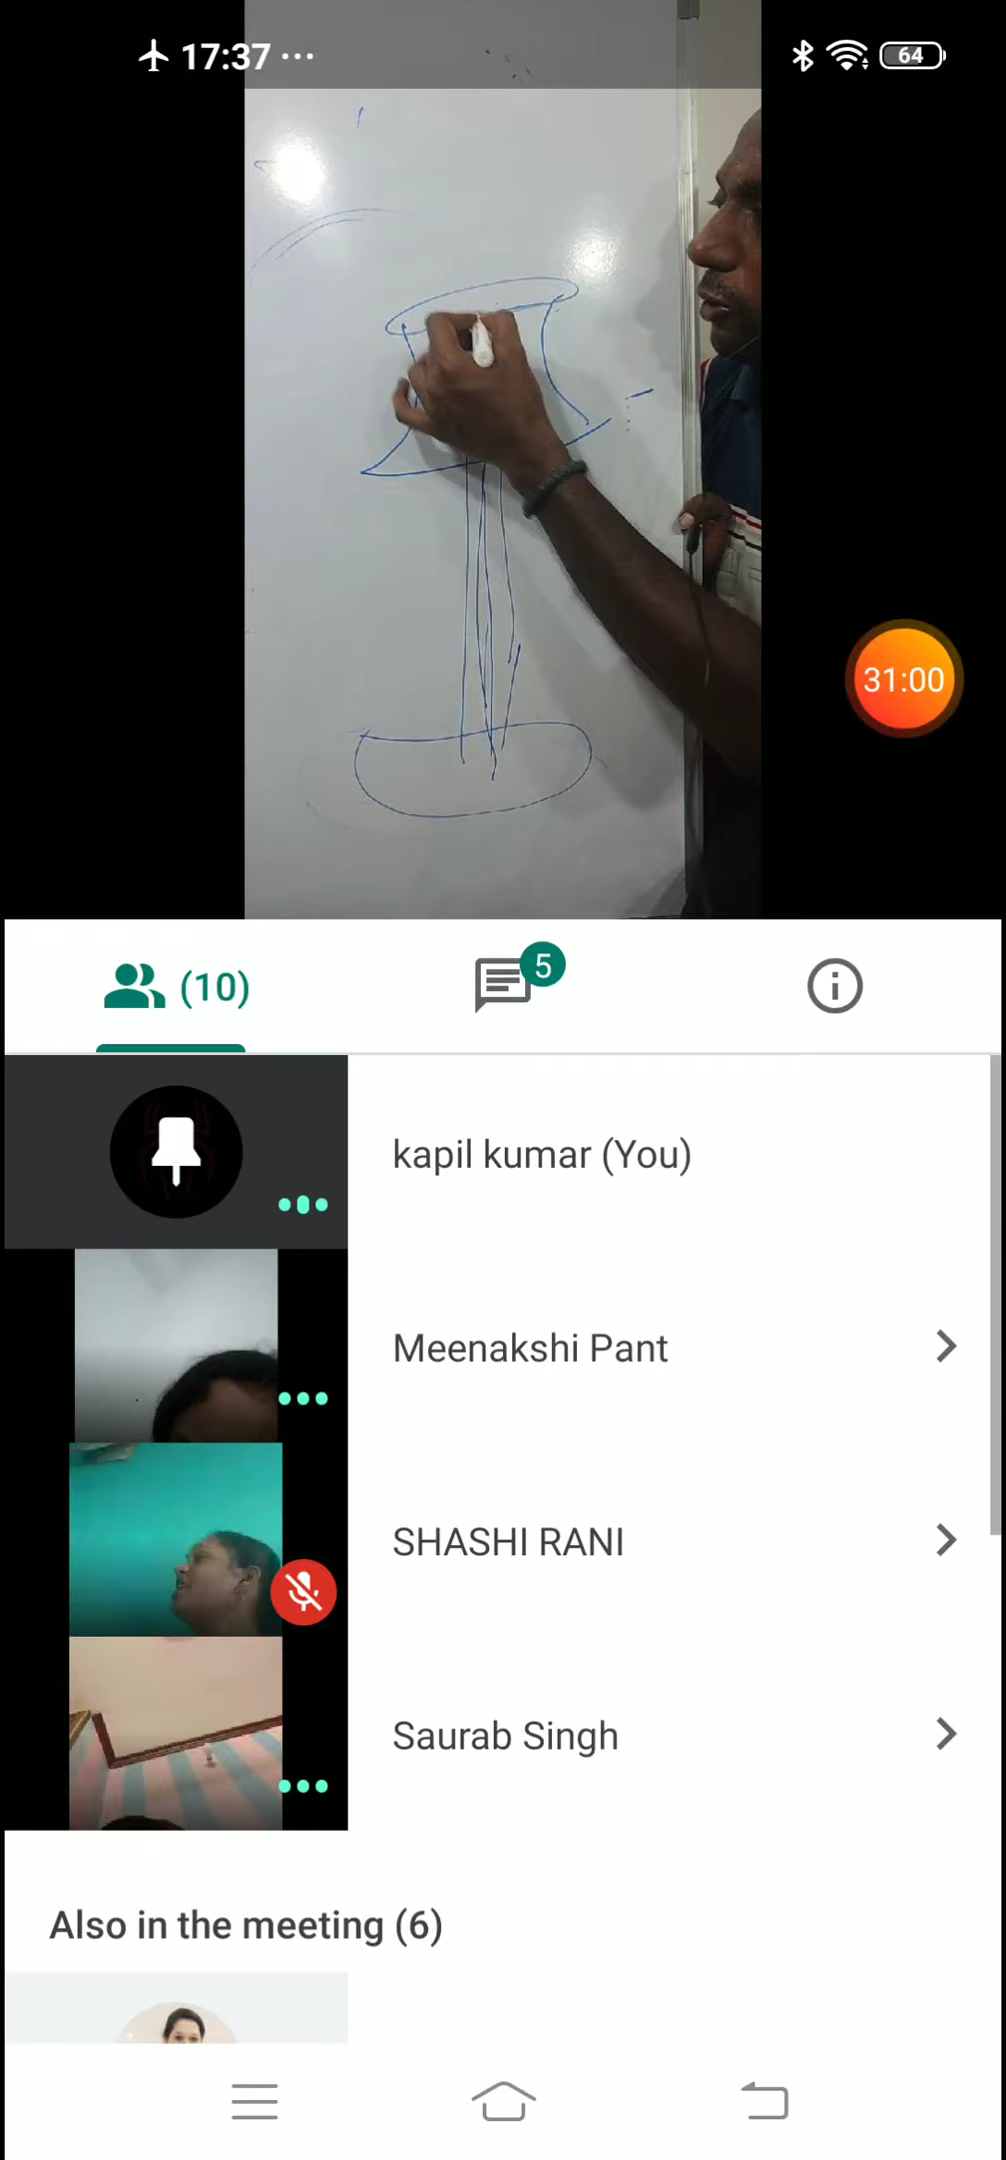 17:37 ...
64
31:00
(10)
5
kapil kumar (You)
Meenakshi Pant
SHASHI RANI
Saurab Singh
Also in the meeting (6)